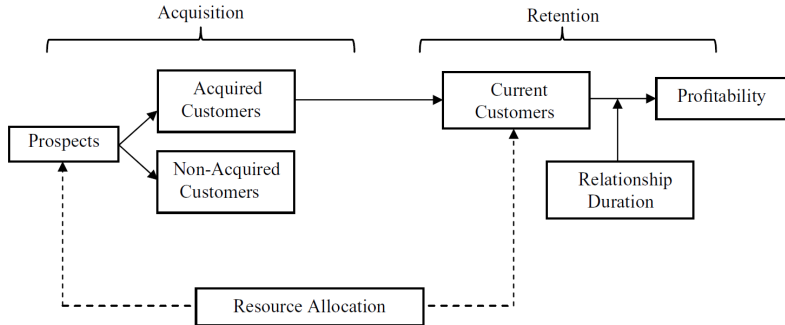 Acquisition
Retention
Acquired
Customers
Current
Customers
Profitability
Prospects
Non-Acquired
Customers
Relationship
Duration
Resource Allocation